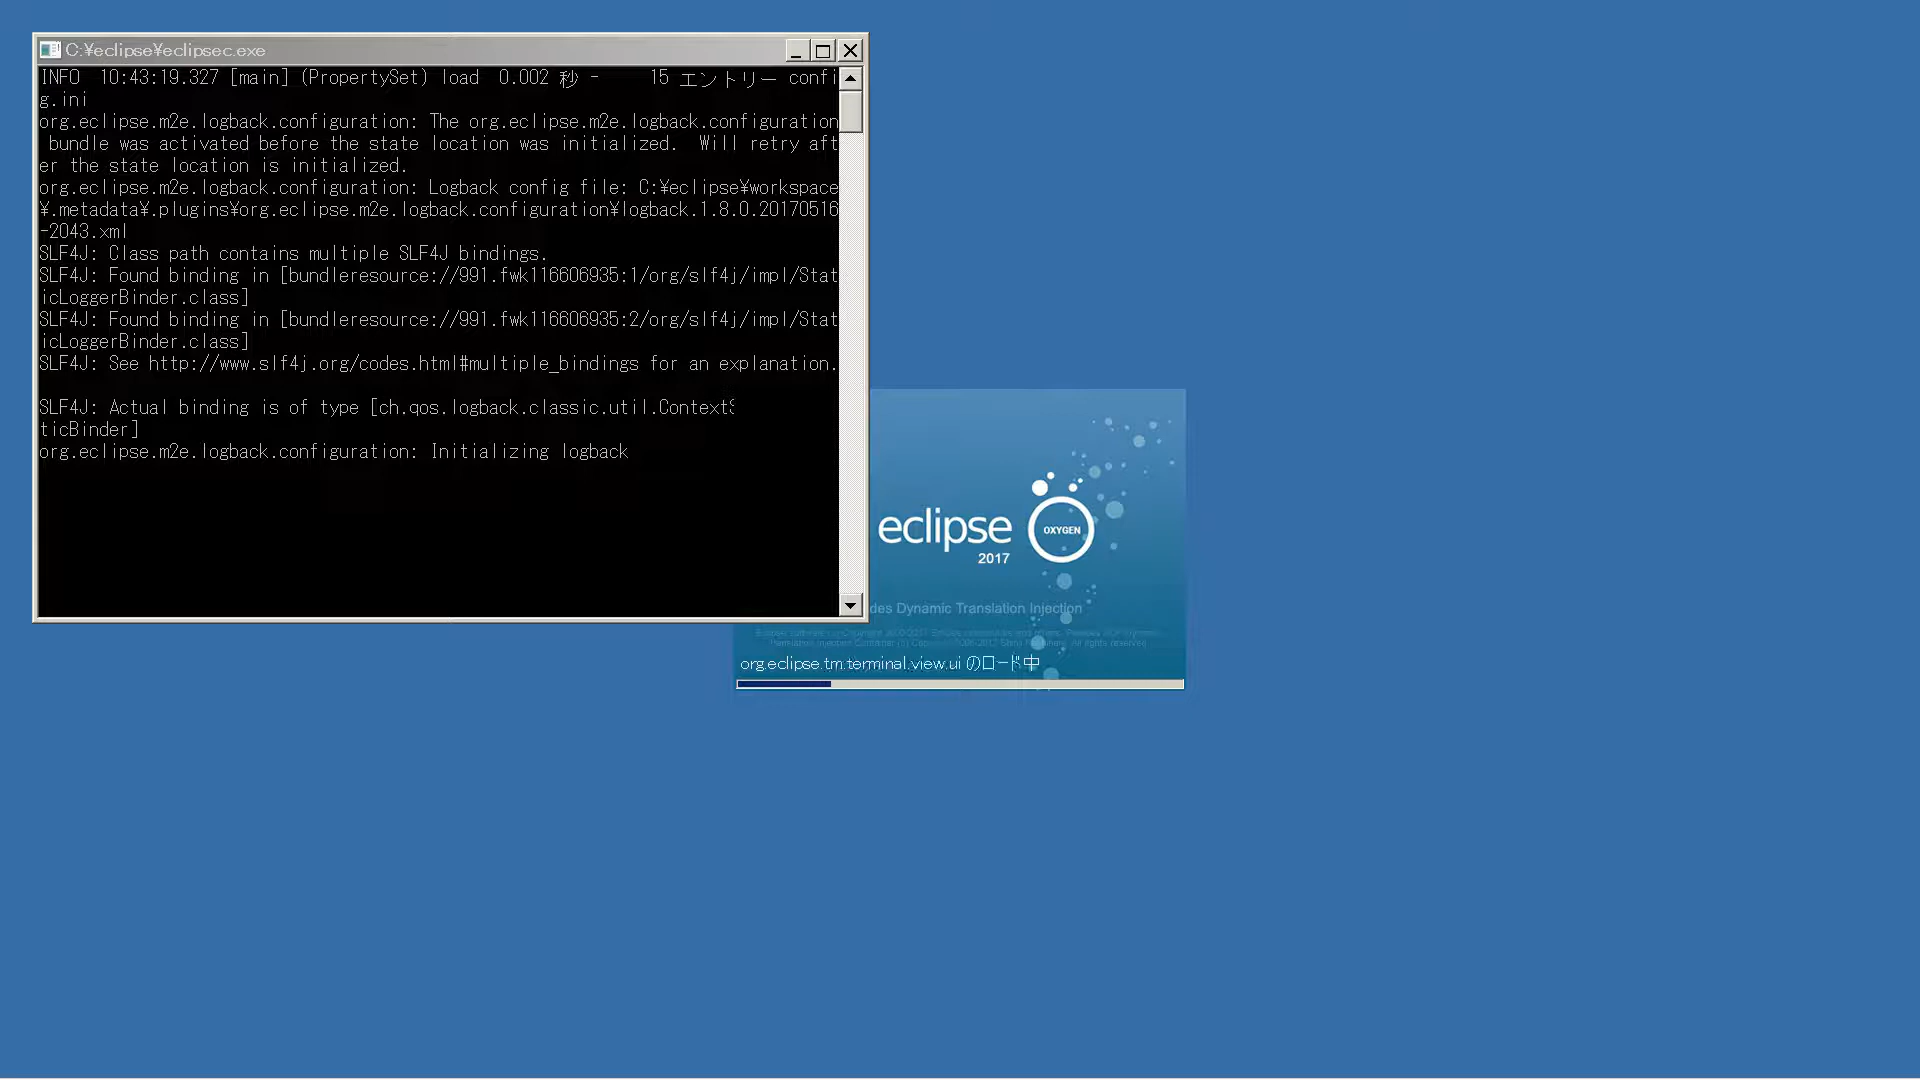 C:¥eclipse¥eclipsec.exe
INFO  10:43:19.327 [main] (PropertySet) load  0.002 秒 -     15 エントリー confi
g.ini
org.eclipse.m2e.logback.configuration: The org.eclipse.m2e.logback.configuration
 bundle was activated before the state location was initialized.  Will retry aft
er the state location is initialized.
org.eclipse.m2e.logback.configuration: Logback config file: C:¥eclipse¥workspace
¥.metadata¥.plugins¥org.eclipse.m2e.logback.configuration¥logback.1.8.0.20170516
-2043.xml
SLF4J: Class path contains multiple SLF4J bindings.
SLF4J: Found binding in [bundleresource://991.fwk116606935:1/org/slf4j/impl/Stat
icLoggerBinder.class]
SLF4J: Found binding in [bundleresource://991.fwk116606935:2/org/slf4j/impl/Stat
icLoggerBinder.class]
SLF4J: See http://www.slf4j.org/codes.html#multiple_bindings for an explanation.
SLF4J: Actual binding is of type [ch.qos.logback.classic.util.ContextS
ticBinder]
org.eclipse.m2e.logback.configuration: Initializing logback
eclipse
OXYGEN
2017
des Dynamic Translation Injection
org.eclipse.tm.terminal.view.ui のロード中